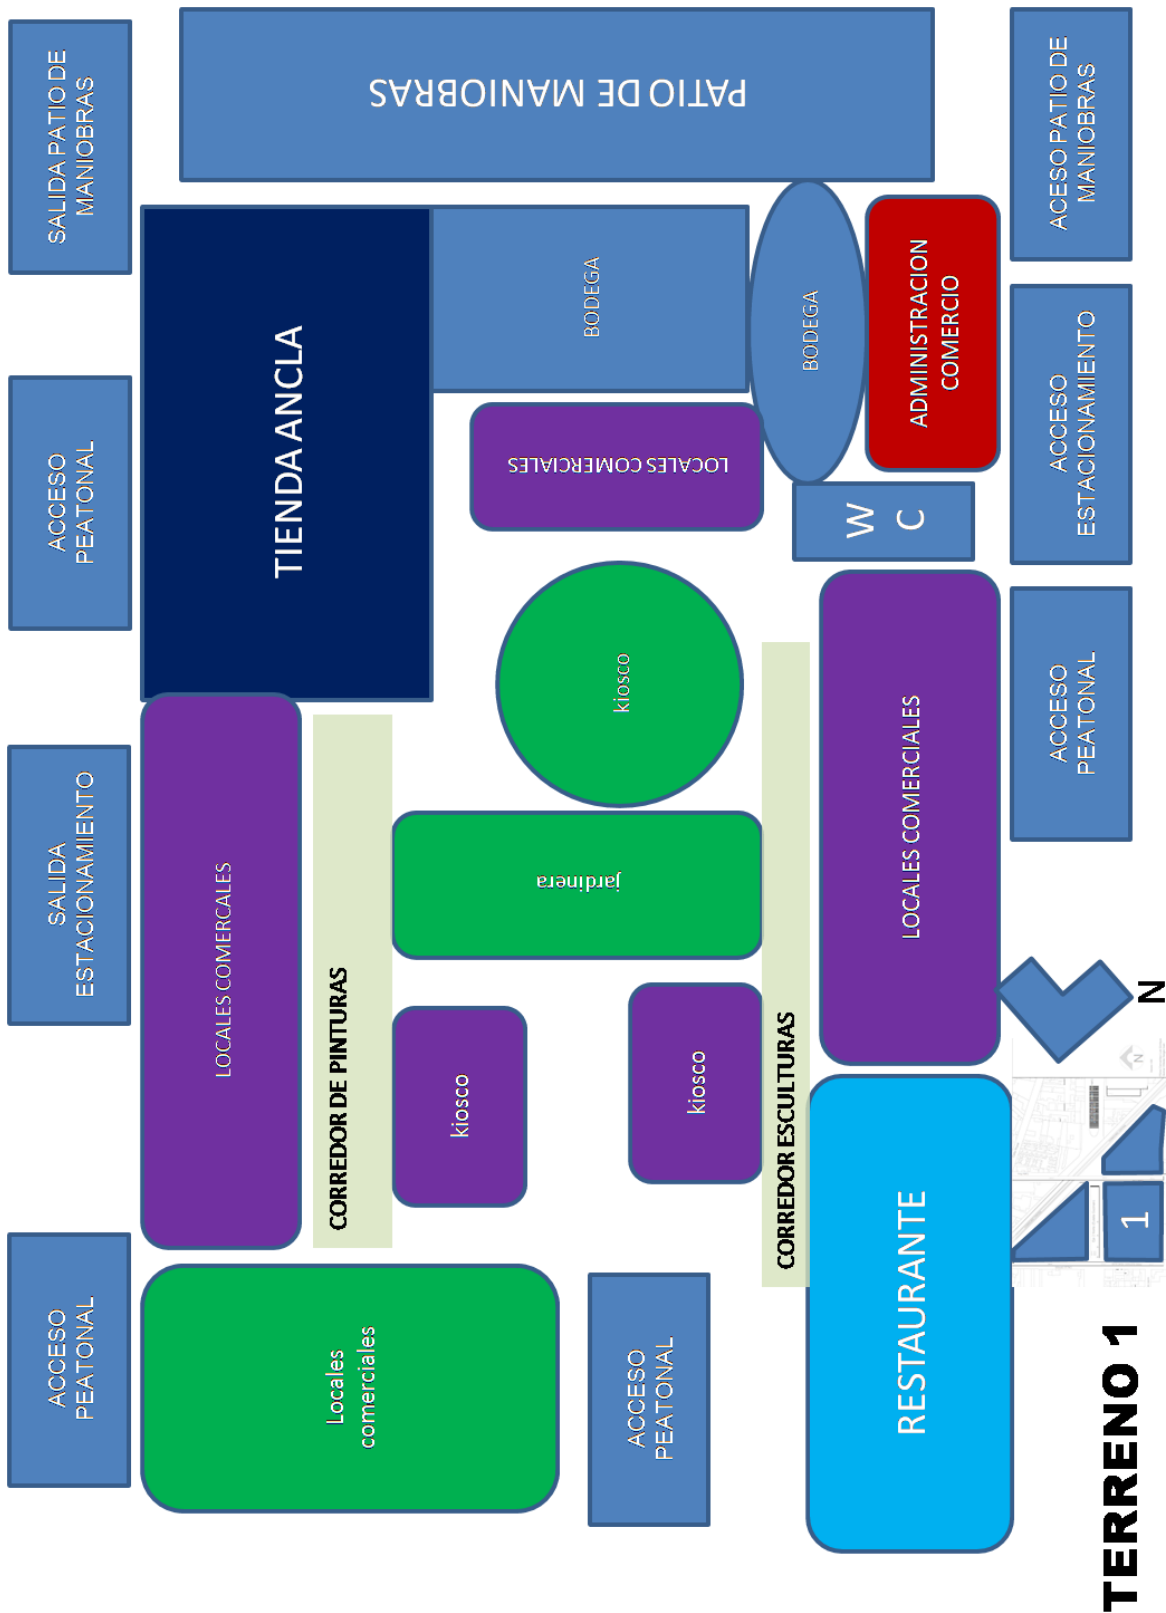 SALIDA PATIO DE
MANIOBRAS
ACCESO
PEATONAL
SALIDA
ESTACIONAMIENTO
ACCESO
PEATONAL
PATIO DE MANIOBRAS
TIENDA ANCLA
BODEGA
BODEGA
LOCALES COMERCIALES
ADMINISTRACION
COMERCIO
W
C
LOCALES COMERCALES
CORREDOR DE PINTURAS
kiosco
jardinera
kiosco
kiosco
CORREDOR ESCULTURAS
LOCALES COMERCIALES
Locales
comerciales
ACCESO
PEATONAL
RESTAURANTE
ACESO PATIO DE
MANIOBRAS
ACCESO
ESTACIONAMIENTO
ACCESO
PEATONAL
N
N
1
TERRENO 1